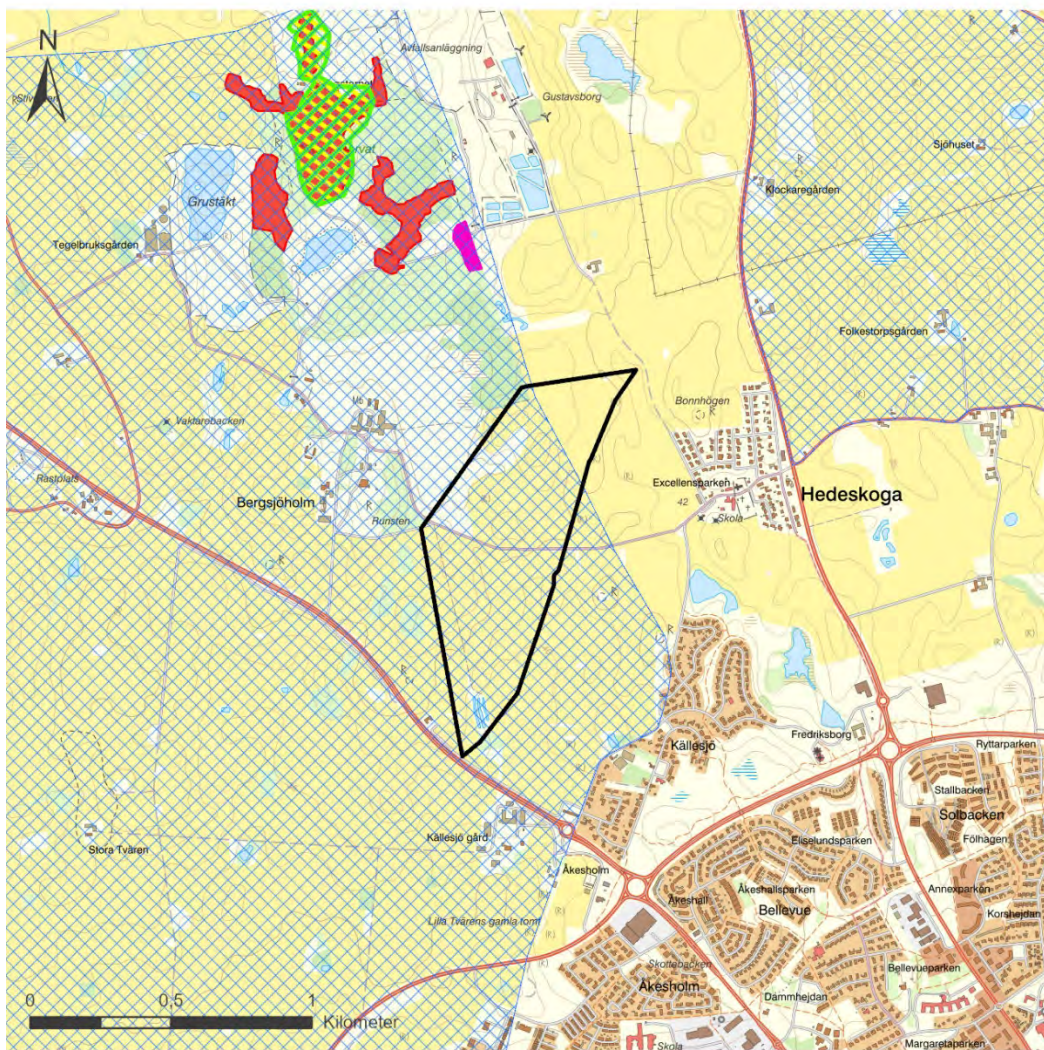 N
Avfallsanläggning
Gustavsborg
Sjöhuset
Klockaregården
Grustäkt
(R)
Tegelbruksgården
Folkestorpsgården
Bonnhögen
R
Vaktarebacken
Rastplats
Bergsjöholm
Runsten
R
Excellensparken
42
Skola
Hedeskoga
(R)
R
R
Källesjö
Fredriksborg
Ryttarparken
Stallbacken
Solbacken
Fölhagen
Stora Tvären
Källesjö gård
Eliselundsparken
Åkesholm
Åkeshäll
Åkeshallsparken
Bellevue
Annexparken
Korshejdan
Lilla Tvärens gamla tomt
Skottebacken
Åkesholm
Bellevueparken
Dammhejdan
Margaretaparken
Skola
0 0,5 1
Kilometer